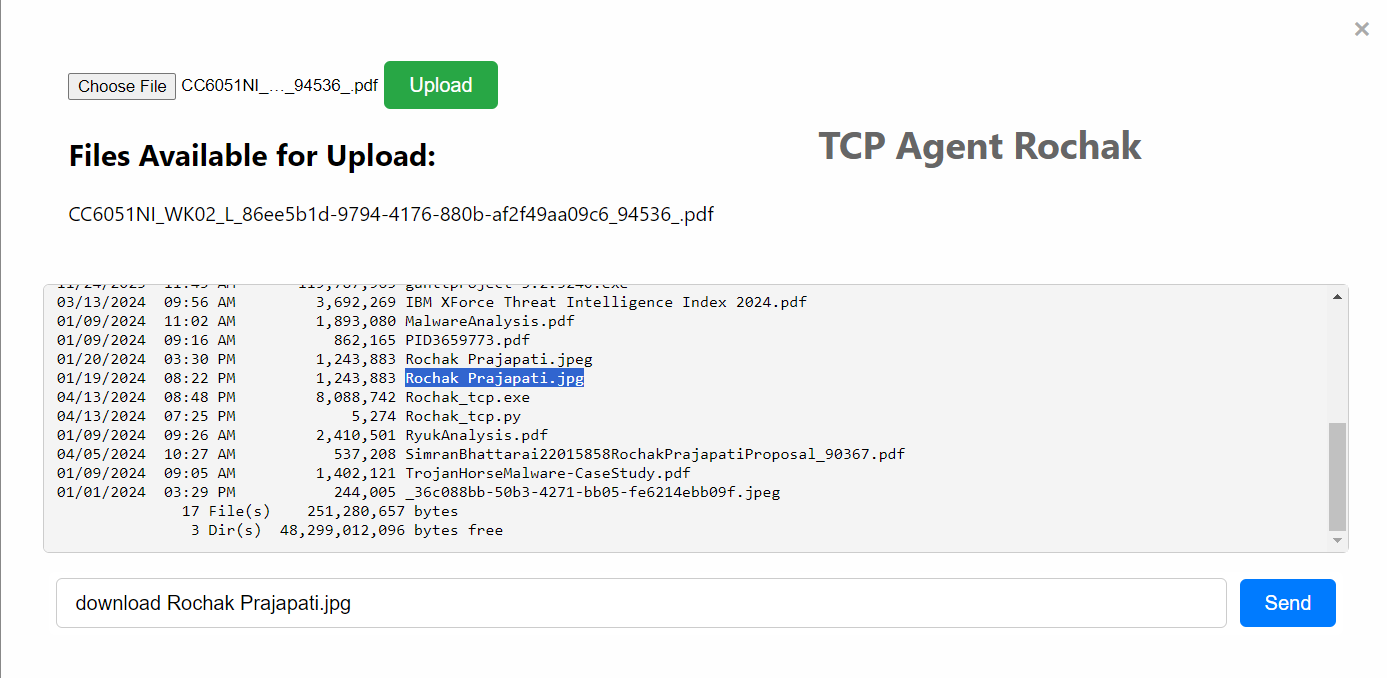 ×
Choose File CC6051NI_..._94536_.pdf Upload
Files Available for Upload:
TCP Agent Rochak
CC6051NI_WK02_L_86ee5b1d-9794-4176-880b-af2f49aa09c6_94536_.pdf
03/13/2024 09:56 AM 3,692,269 IBM XForce Threat Intelligence Index 2024.pdf
01/09/2024 11:02 AM 1,893,080 MalwareAnalysis.pdf
01/09/2024 09:16 AM 862,165 PID3659773.pdf
01/20/2024 03:30 PM 1,243,883 Rochak Prajapati.jpeg
01/19/2024 08:22 PM 1,243,883 Rochak Prajapati.jpg
04/13/2024 08:48 PM 8,088,742 Rochak_tcp.exe
04/13/2024 07:25 PM 5,274 Rochak_tcp.py
01/09/2024 09:26 AM 2,410,501 RyukAnalysis.pdf
04/05/2024 10:27 AM 537,208 SimranBhattarai22015858RochakPrajapatiProposal_90367.pdf
01/09/2024 09:05 AM 1,402,121 TrojanHorseMalware-CaseStudy.pdf
01/01/2024 03:29 PM 244,005 _36c088bb-50b3-4271-bb05-fe6214ebb09f.jpeg
17 File(s) 251,280,657 bytes
3 Dir(s) 48,299,012,096 bytes free
download Rochak Prajapati.jpg
Send